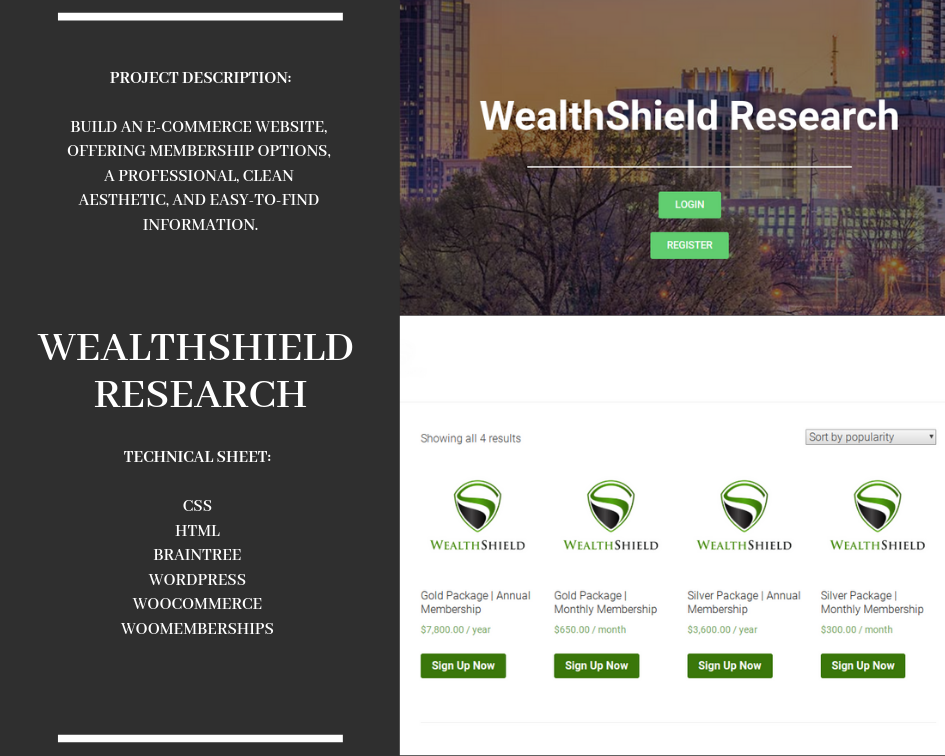 PROJECT DESCRIPTION:
BUILD AN E-COMMERCE WEBSITE,
OFFERING MEMBERSHIP OPTIONS,
A PROFESSIONAL, CLEAN
AESTHETIC, AND EASY-TO-FIND
INFORMATION.
WEALTHSHIELD
RESEARCH
TECHNICAL SHEET:
CSS
HTML
BRAINTREE
WORDPRESS
WOOCOMMERCE
WOOMEMBERSHIPS
WealthShield Research
LOGIN
REGISTER
Showing all 4 results
Sort by popularity
WEALTHSHIELD
Gold Package | Annual
Membership
$7,800.00 / year
Sign Up Now
WEALTHSHIELD
Gold Package |
Monthly Membership
$650.00 / month
Sign Up Now
WEALTHSHIELD
Silver Package | Annual
Membership
$3,600.00 / year
Sign Up Now
WEALTHSHIELD
Silver Package |
Monthly Membership
$300.00 / month
Sign Up Now